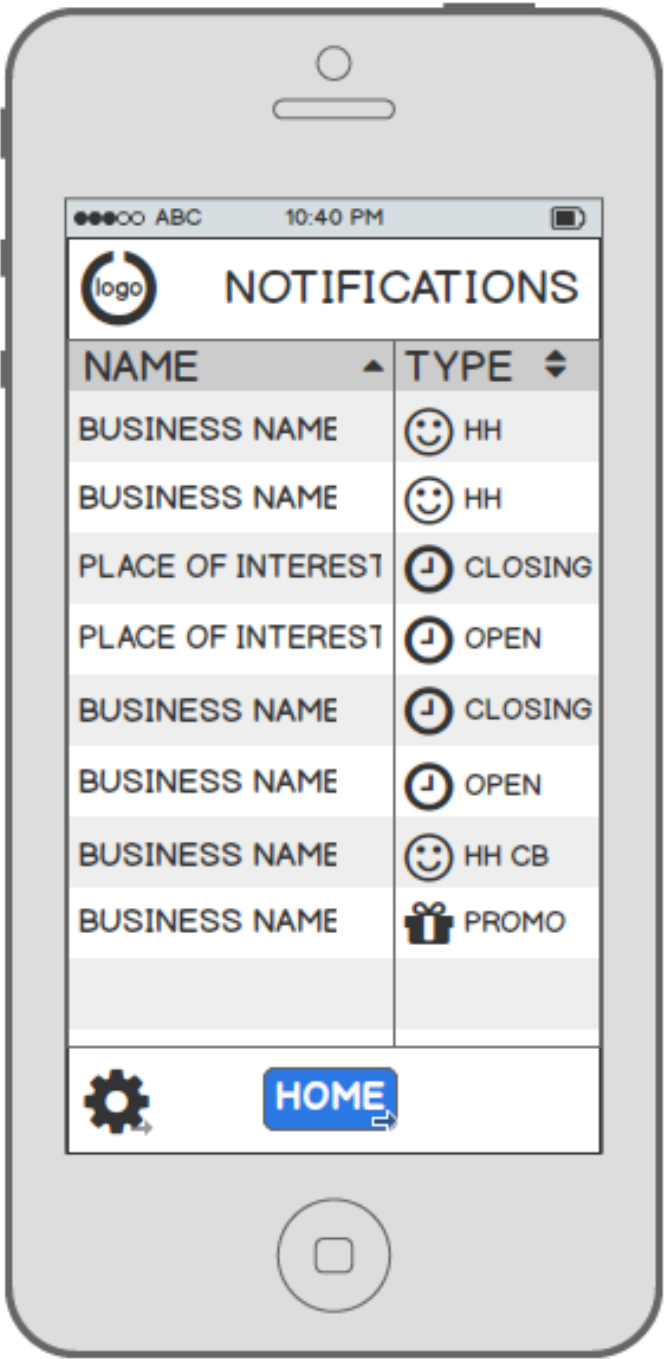 ABC 10:40 PM
logo NOTIFICATIONS
NAME TYPE
BUSINESS NAME HH
BUSINESS NAME HH
PLACE OF INTEREST CLOSING
PLACE OF INTEREST OPEN
BUSINESS NAME CLOSING
BUSINESS NAME OPEN
BUSINESS NAME HH CB
BUSINESS NAME PROMO
HOME